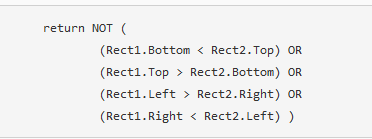 return NOT (
(Rect1.Bottom < Rect2.Top) OR
(Rect1.Top > Rect2.Bottom) OR
(Rect1.Left > Rect2.Right) OR
(Rect1.Right < Rect2.Left) )